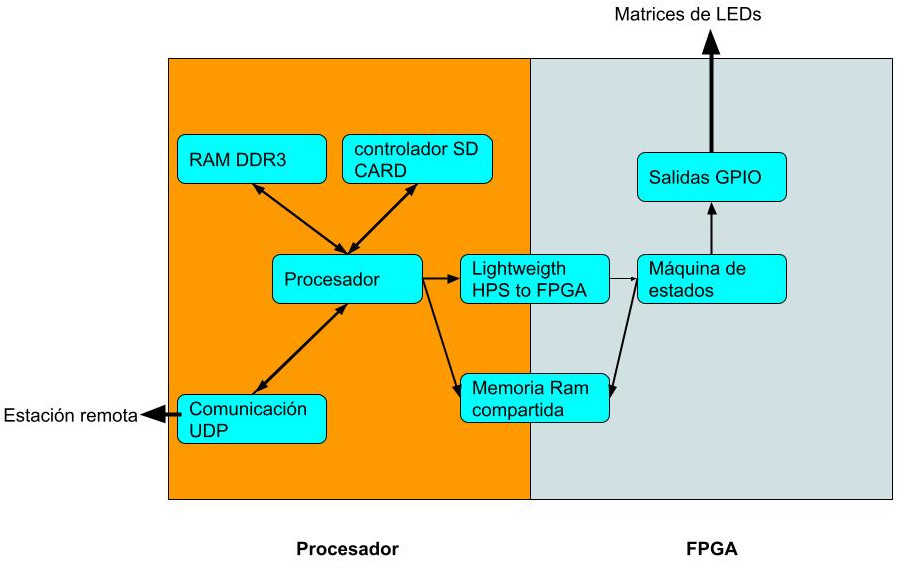 Matrices de LEDs
RAM DDR3
controlador SD
CARD
Salidas GPIO
Procesador
Lightweigth
HPS to FPGA
Máquina de
estados
Memoria Ram
compartida
Estación remota
Comunicación
UDP
Procesador
FPGA